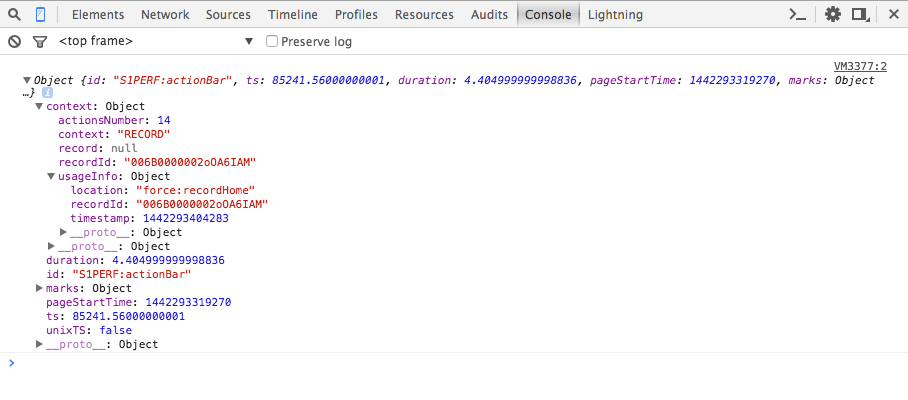 Elements Network Sources Timeline Profiles Resources Audits Console Lightning
<top frame> Preserve log
VM3377:2
Object {id: "S1PERF:actionBar", ts: 85241.56000000001, duration: 4.404999999998836, pageStartTime: 1442293319270, marks: Object
…} i
context: Object
actionsNumber: 14
context: "RECORD"
record: null
recordId: "006B0000002oOA6IAM"
usageInfo: Object
location: "force:recordHome"
recordId: "006B0000002oOA6IAM"
timestamp: 1442293404283
__proto__: Object
__proto__: Object
duration: 4.404999999998836
id: "S1PERF:actionBar"
marks: Object
pageStartTime: 1442293319270
ts: 85241.56000000001
unixTS: false
__proto__: Object